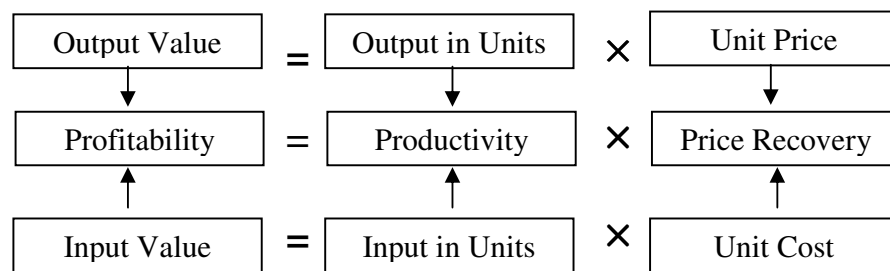 Output Value = Output in Units × Unit Price
Profitability = Productivity × Price Recovery
Input Value = Input in Units × Unit Cost